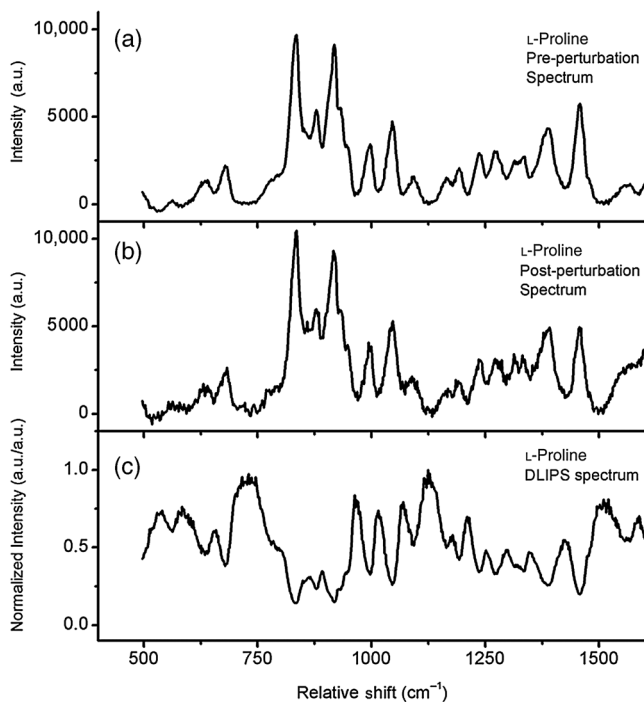 (a)
L-Proline
Pre-perturbation
Spectrum
Intensity (a.u.)
10,000
5000
0
(b)
L-Proline
Post-perturbation
Spectrum
Intensity (a.u.)
10,000
5000
0
(c)
L-Proline
DLIPS spectrum
Normalized Intensity (a.u./a.u.)
1.0
0.5
0.0
500 750 1000 1250 1500
Relative shift (cm⁻¹)